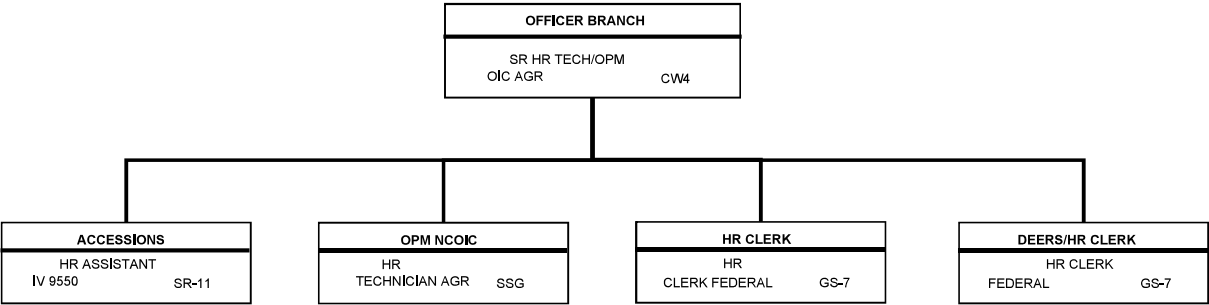 OFFICER BRANCH
SR HR TECH/OPM
OIC AGR CW4
ACCESSIONS
HR ASSISTANT
IV 9550 SR-11
OPM NCOIC
HR
TECHNICIAN AGR SSG
HR CLERK
HR
CLERK FEDERAL GS-7
DEERS/HR CLERK
HR CLERK
FEDERAL GS-7